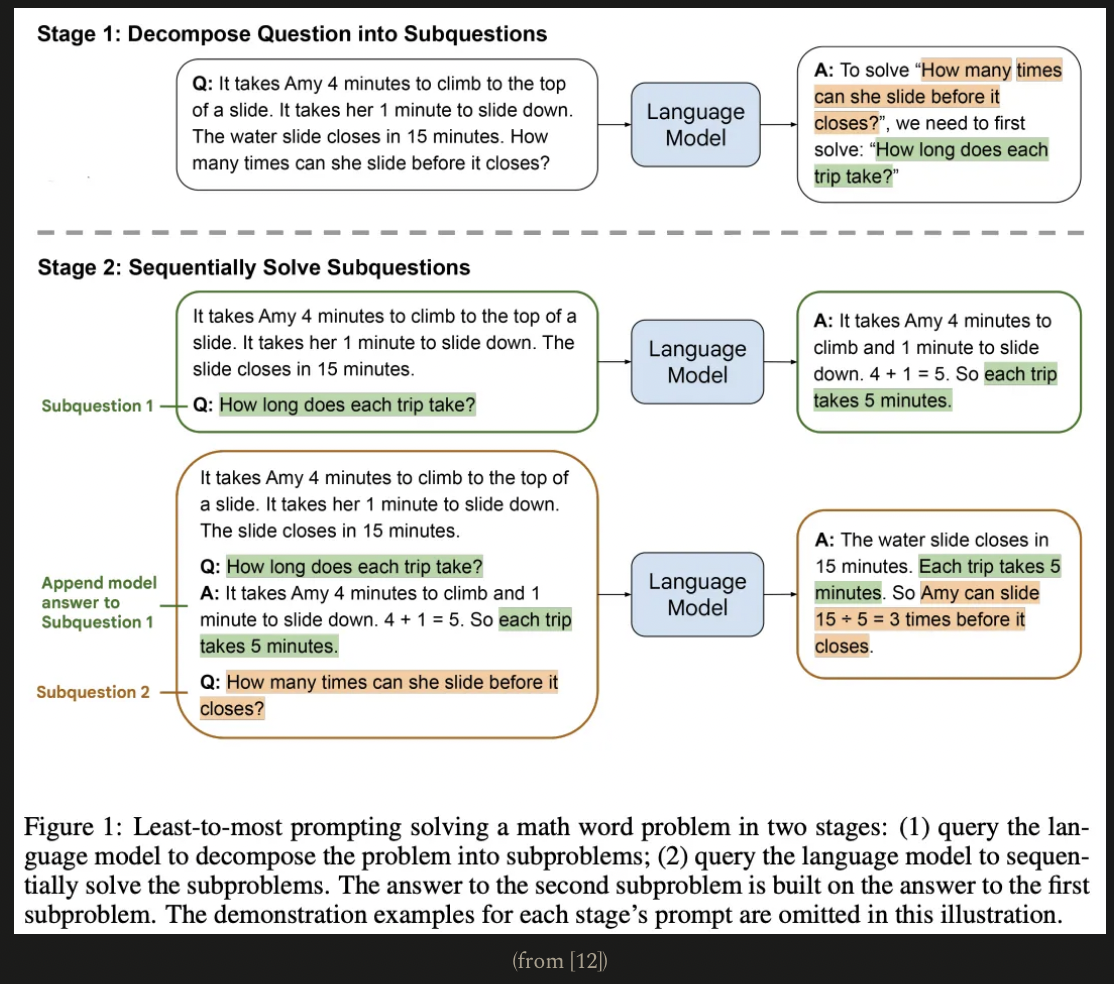 Stage 1: Decompose Question into Subquestions
Q: It takes Amy 4 minutes to climb to the top
of a slide. It takes her 1 minute to slide down.
The water slide closes in 15 minutes. How
many times can she slide before it closes?
Language
Model
A: To solve “How many times
can she slide before it
closes?”, we need to first
solve: “How long does each
trip take?”
Stage 2: Sequentially Solve Subquestions
It takes Amy 4 minutes to climb to the top of a
slide. It takes her 1 minute to slide down. The
slide closes in 15 minutes.
Subquestion 1
Q: How long does each trip take?
Language
Model
A: It takes Amy 4 minutes to
climb and 1 minute to slide
down. 4 + 1 = 5. So each trip
takes 5 minutes.
It takes Amy 4 minutes to climb to the top of
a slide. It takes her 1 minute to slide down.
The slide closes in 15 minutes.
Append model
answer to
Subquestion 1
Q: How long does each trip take?
A: It takes Amy 4 minutes to climb and 1
minute to slide down. 4 + 1 = 5. So each trip
takes 5 minutes.
Subquestion 2
Q: How many times can she slide before it
closes?
Language
Model
A: The water slide closes in
15 minutes. Each trip takes 5
minutes. So Amy can slide
15 ÷ 5 = 3 times before it
closes.
Figure 1: Least-to-most prompting solving a math word problem in two stages: (1) query the lan-
guage model to decompose the problem into subproblems; (2) query the language model to sequen-
tially solve the subproblems. The answer to the second subproblem is built on the answer to the first
subproblem. The demonstration examples for each stage’s prompt are omitted in this illustration.
(from [12])